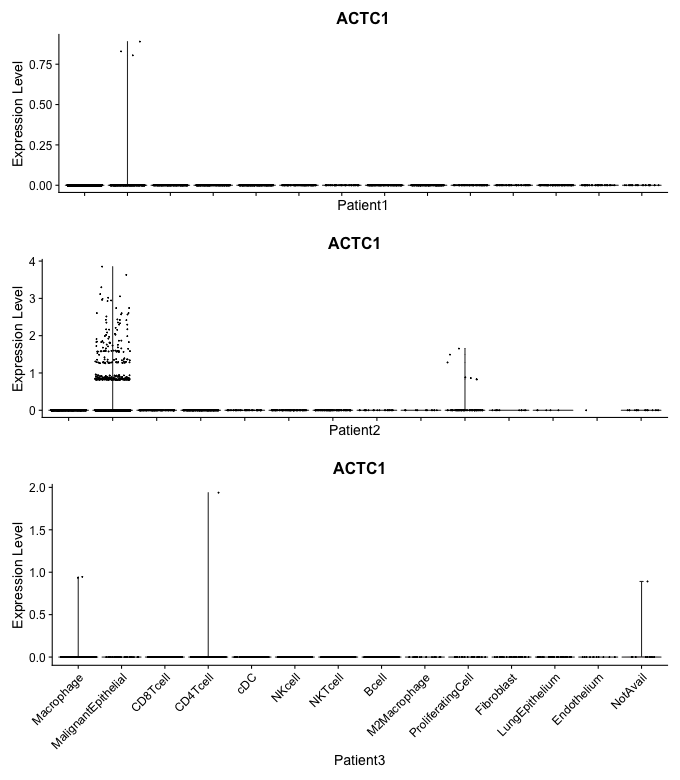 ACTC1
Expression Level
0.75
0.50
0.25
0.00
Patient1
ACTC1
Expression Level
4
3
2
1
0
Patient2
ACTC1
Expression Level
2.0
1.5
1.0
0.5
0.0
Macrophage
MalignantEpithelial
CD8Tcell
CD4Tcell
cDC
NKcell
NKTcell
Bcell
M2Macrophage
ProliferatingCell
Fibroblast
LungEpithelium
Endothelium
NotAvail
Patient3